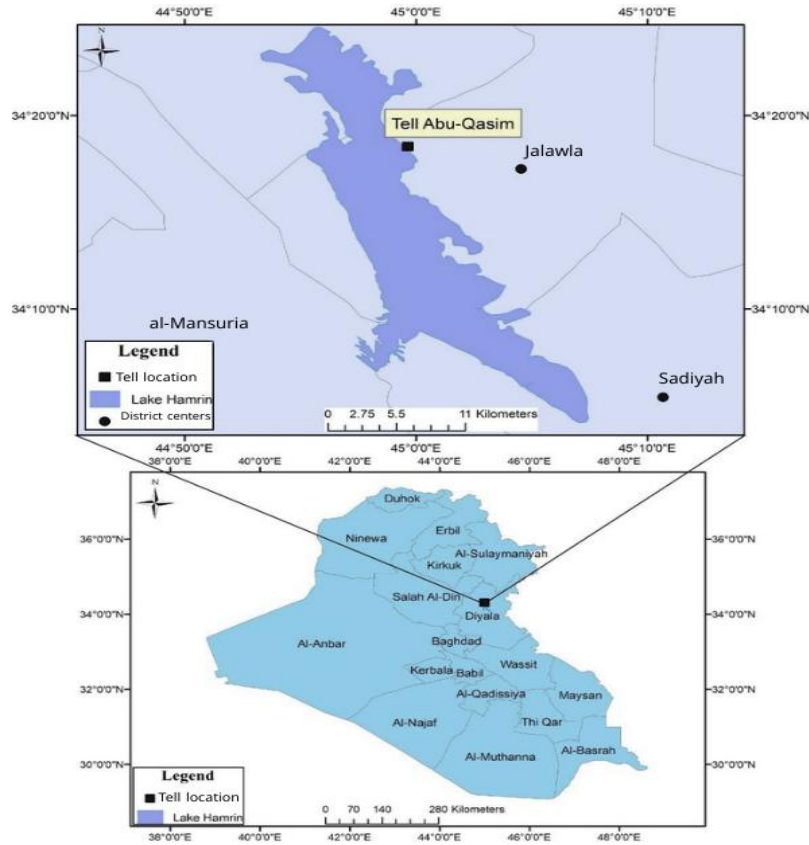 44°50'0"E 45°0'0"E 45°10'0"E
N
34°20'0"N 34°20'0"N
Tell Abu-Qasim
Jalawla
34°10'0"N 34°10'0"N
al-Mansuria
Legend
Tell location
Lake Hamrin
District centers
Sadiyah
0 2.75 5.5 11 Kilometers
44°50'0"E 45°0'0"E 45°10'0"E
36°0'0"E 40°0'0"E 42°0'0"E 44°0'0"E 46°0'0"E 48°0'0"E
N
Duhok
Erbil
36°0'0"N Ninewa 36°0'0"N
Al-Sulaymaniyah
Kirkuk
Salah Al-Din
34°0'0"N 34°0'0"N
Diyala
Al-Anbar Baghdad
Wassit
Kerbala Babil
32°0'0"N Al-Qadissiya Maysan 32°0'0"N
Al-Najaf Thi Qar
Al-Muthanna Al-Basrah
30°0'0"N 30°0'0"N
Legend
Tell location
Lake Hamrin
0 70 140 280 Kilometers
40°0'0"E 42°0'0"E 44°0'0"E 46°0'0"E 48°0'0"E